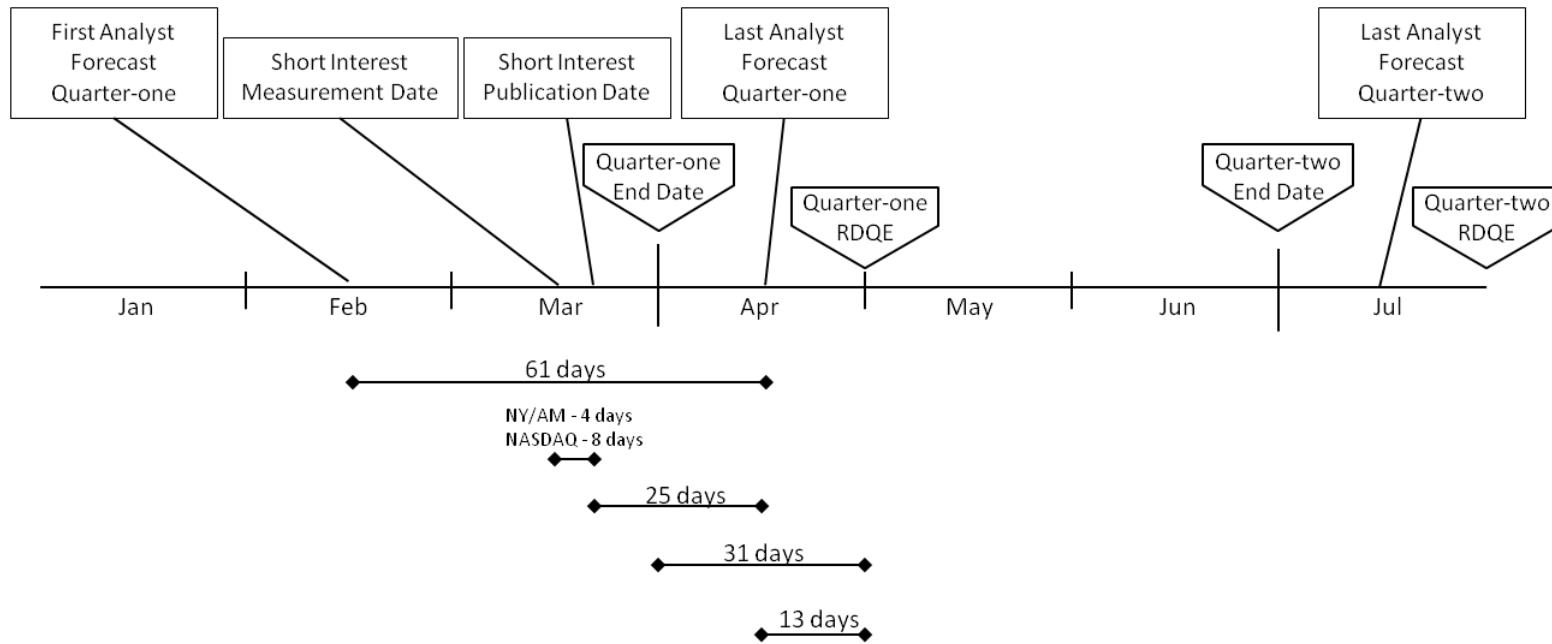 First Analyst
Forecast
Quarter-one
Short Interest
Measurement Date
Short Interest
Publication Date
Last Analyst
Forecast
Quarter-one
Last Analyst
Forecast
Quarter-two
Quarter-one
End Date
Quarter-one
RDQE
Quarter-two
End Date
Quarter-two
RDQE
Jan
Feb
Mar
Apr
May
Jun
Jul
61 days
NY/AM - 4 days
NASDAQ - 8 days
25 days
31 days
13 days